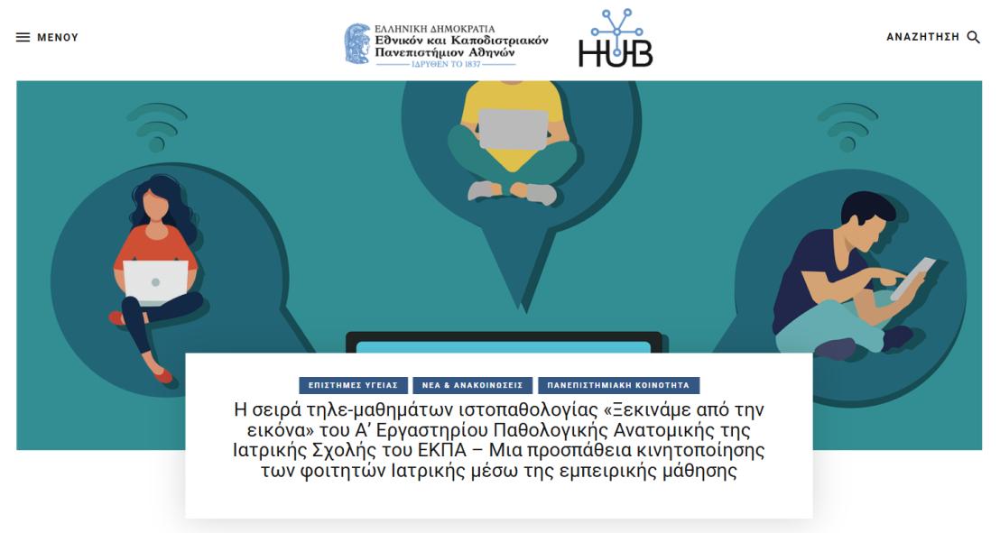 ΜΕΝΟΥ
ΕΛΛΗΝΙΚΗ ΔΗΜΟΚΡΑΤΙΑ
Εθνικόν και Καποδιστριακόν
Πανεπιστήμιον Αθηνών
ΙΔΡΥΘΕΝ ΤΟ 1837
HUB
ΑΝΑΖΗΤΗΣΗ
ΕΠΙΣΤΗΜΕΣ ΥΓΕΙΑΣ
ΝΕΑ & ΑΝΑΚΟΙΝΩΣΕΙΣ
ΠΑΝΕΠΙΣΤΗΜΙΑΚΗ ΚΟΙΝΟΤΗΤΑ
Η σειρά τηλε-μαθημάτων ιστοπαθολογίας «Ξεκινάμε από την
εικόνα» του Α’ Εργαστηρίου Παθολογικής Ανατομικής της
Ιατρικής Σχολής του ΕΚΠΑ – Μια προσπάθεια κινητοποίησης
των φοιτητών Ιατρικής μέσω της εμπειρικής μάθησης